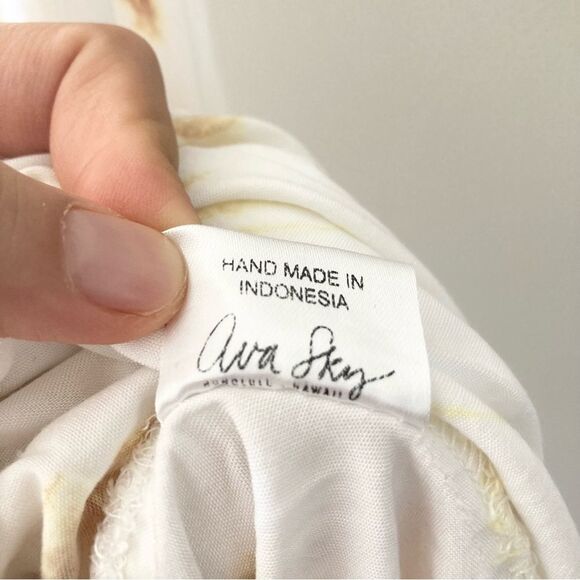 HAND MADE IN
INDONESIA
Ava Sky
HONOLULU HAWAII